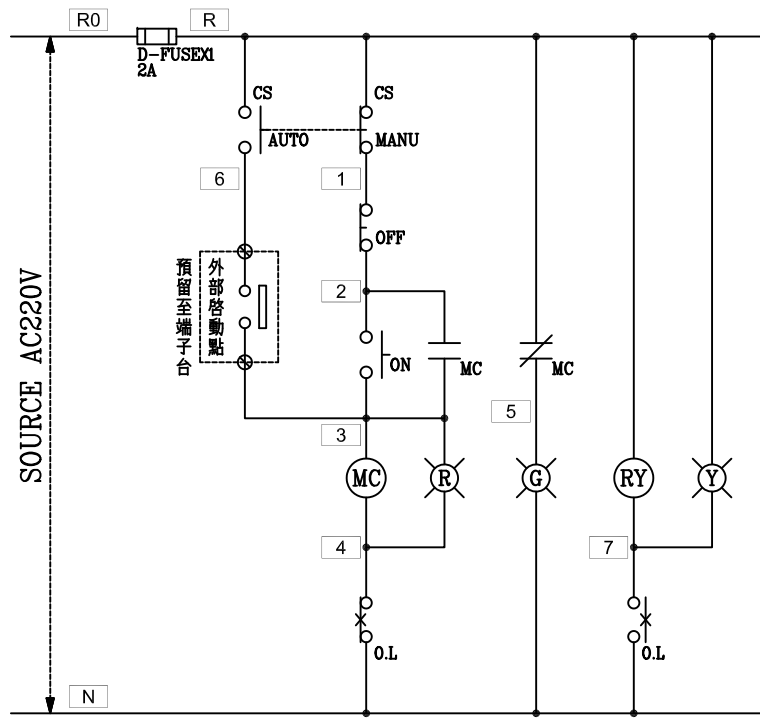 R0
R
D-FUSEX1
2A
CS
CS
AUTO
MANU
6
1
OFF
預留至端子台
外部啓動點
2
ON
MC
MC
5
3
MC
R
G
RY
Y
4
7
O.L
O.L
N
SOURCE AC220V